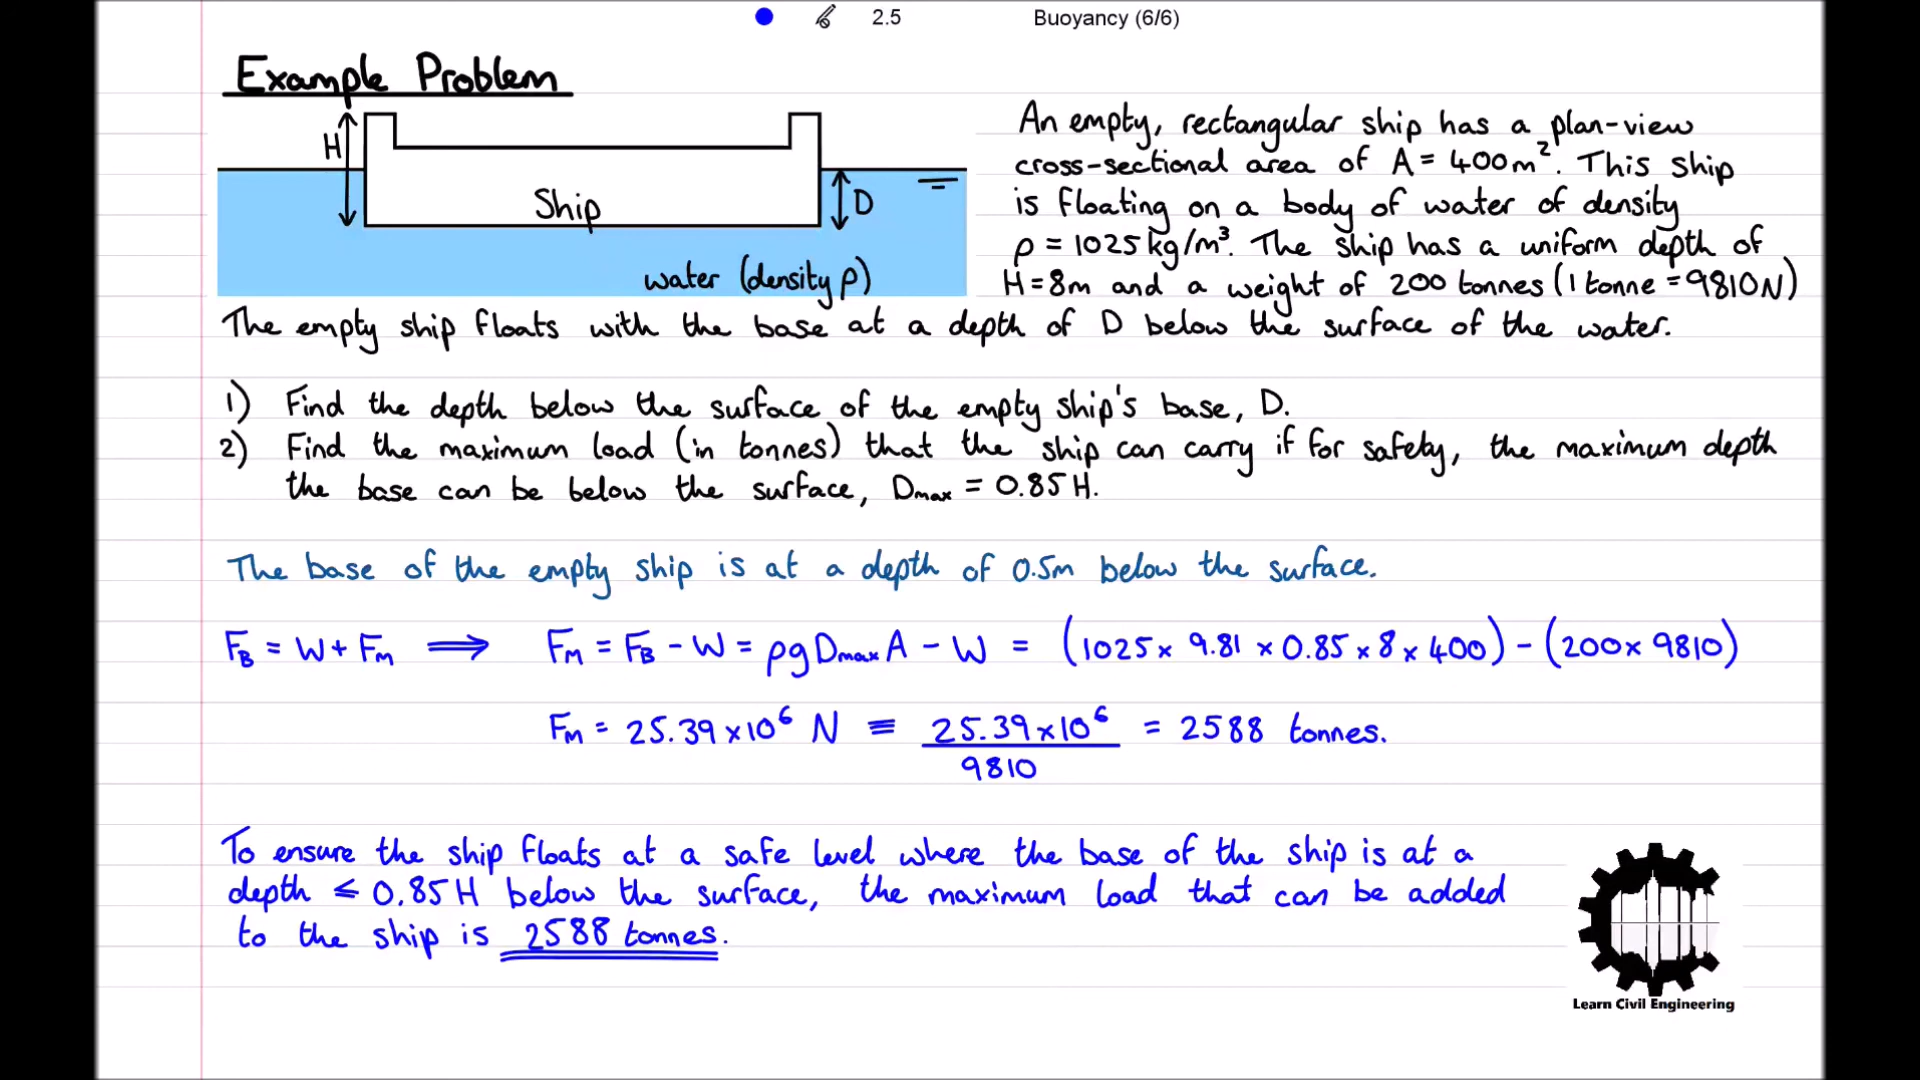 2.5 Buoyancy (6/6)
Example Problem
H
Ship
D
water (density ρ)
An empty, rectangular ship has a plan-view
cross-sectional area of A = 400m². This ship
is floating on a body of water of density
ρ = 1025 kg/m³. The ship has a uniform depth of
H = 8m and a weight of 200 tonnes (1 tonne = 9810N)
The empty ship floats with the base at a depth of D below the surface of the water.
1) Find the depth below the surface of the empty ship's base, D.
2) Find the maximum load (in tonnes) that the ship can carry if for safety, the maximum depth
the base can be below the surface, Dmax = 0.85 H.
The base of the empty ship is at a depth of 0.5m below the surface.
F_B = W + F_M ⟹ F_M = F_B - W = ρg Dmax A - W = (1025 × 9.81 × 0.85 × 8 × 400) - (200 × 9810)
F_M = 25.39 × 10⁶ N ≡ 25.39 × 10⁶ / 9810 = 2588 tonnes.
To ensure the ship floats at a safe level where the base of the ship is at a
depth ≤ 0.85 H below the surface, the maximum load that can be added
to the ship is 2588 tonnes.
Learn Civil Engineering